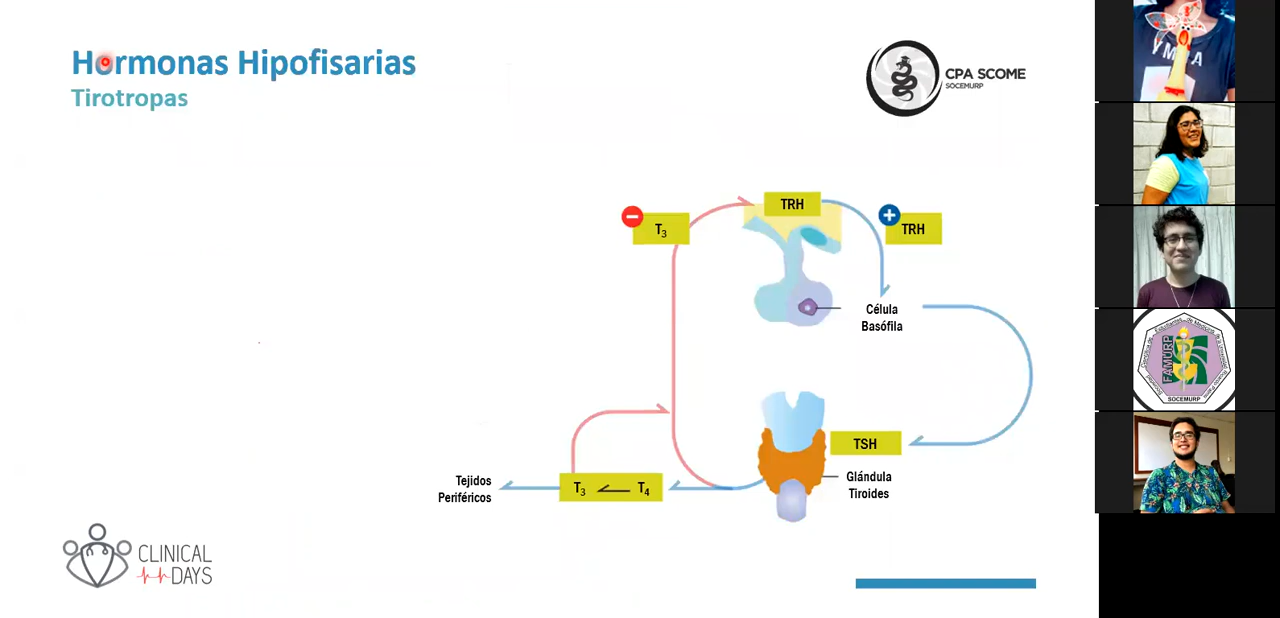 Hormonas Hipofisarias
Tirotropas
CPA SCOME
SOCEMURP
TRH
T3
TRH
Célula
Basófila
TSH
Glándula
Tiroides
T3
T4
Tejidos
Periféricos
CLINICAL
DAYS
FAMURP
SOCEMURP